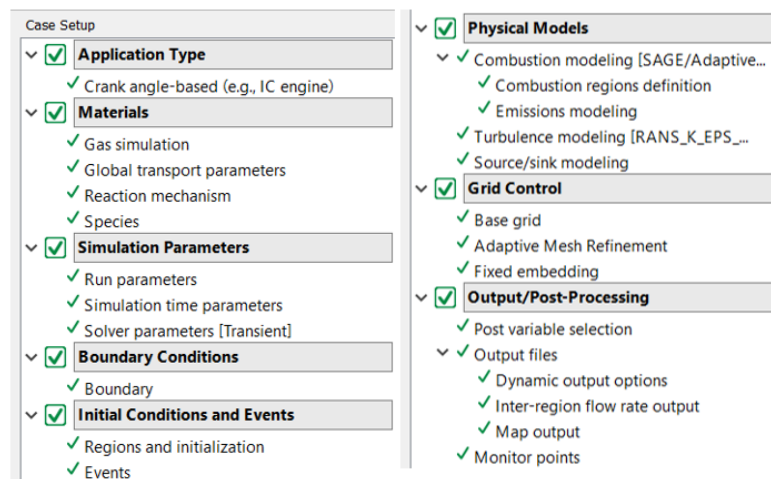 Case Setup
Application Type
Crank angle-based (e.g., IC engine)
Materials
Gas simulation
Global transport parameters
Reaction mechanism
Species
Simulation Parameters
Run parameters
Simulation time parameters
Solver parameters [Transient]
Boundary Conditions
Boundary
Initial Conditions and Events
Regions and initialization
Events
Physical Models
Combustion modeling [SAGE/Adaptive...
Combustion regions definition
Emissions modeling
Turbulence modeling [RANS_K_EPS_...
Source/sink modeling
Grid Control
Base grid
Adaptive Mesh Refinement
Fixed embedding
Output/Post-Processing
Post variable selection
Output files
Dynamic output options
Inter-region flow rate output
Map output
Monitor points